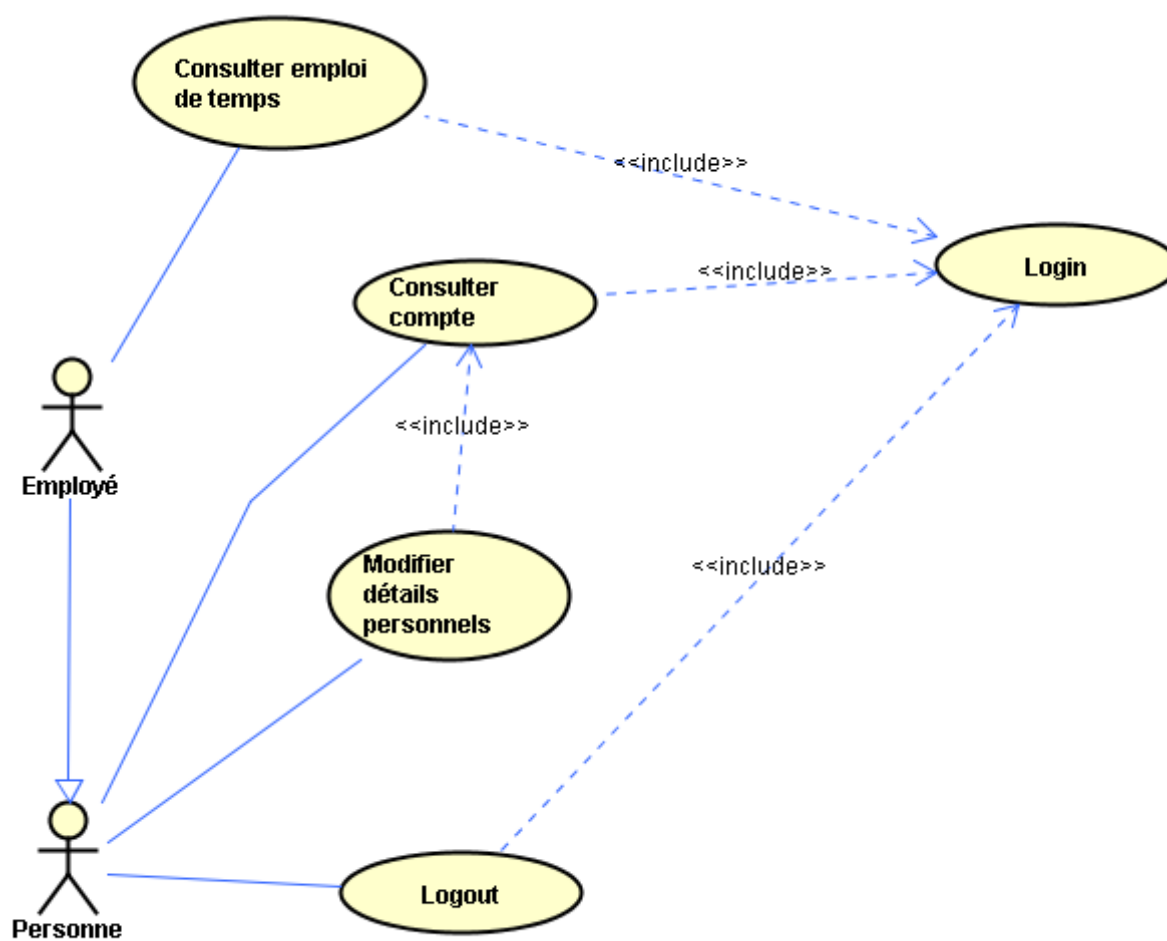 Consulter emploi
de temps
<<include>>
<<include>>
Login
Consulter
compte
<<include>>
Employé
Modifier
détails
personnels
<<include>>
Logout
Personne